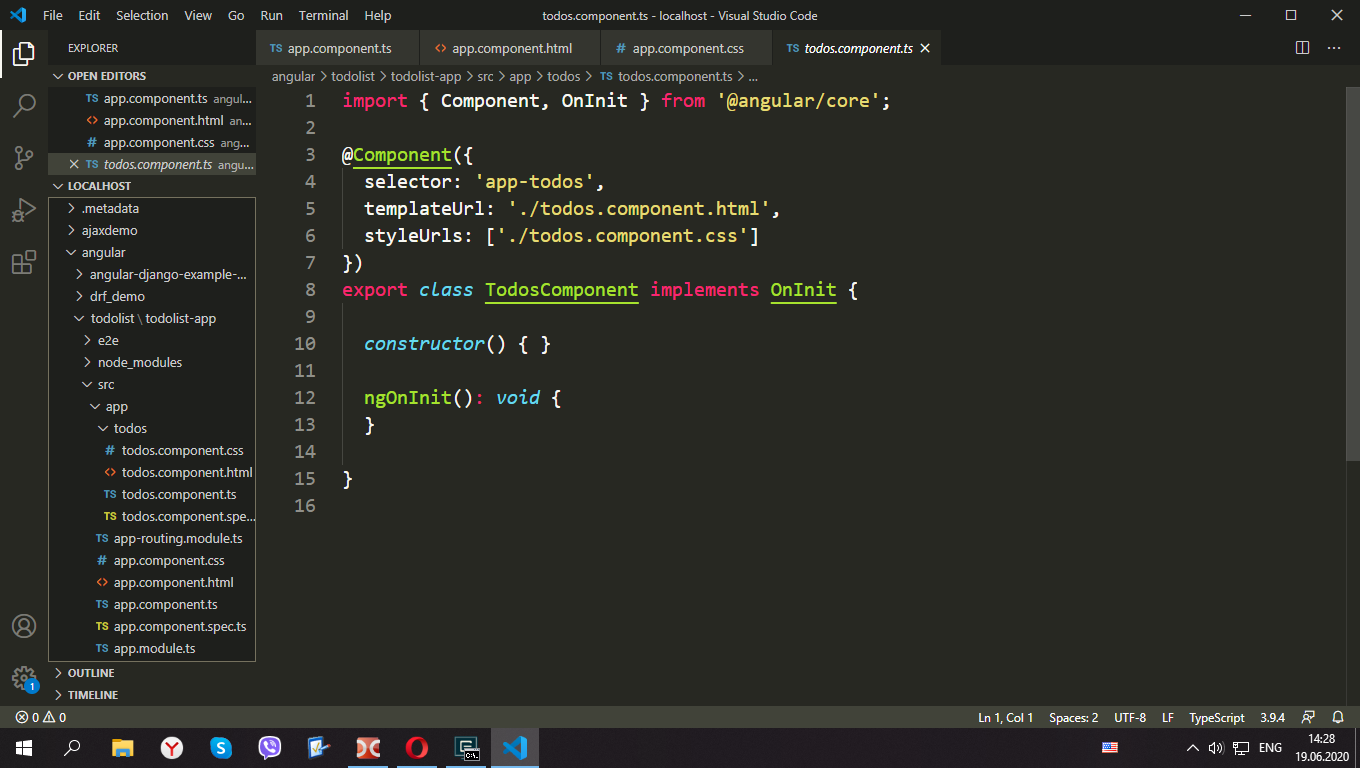 File Edit Selection View Go Run Terminal Help todos.component.ts - localhost - Visual Studio Code
EXPLORER
OPEN EDITORS
TS app.component.ts angul...
<> app.component.html an...
# app.component.css ang...
TS todos.component.ts angu...
LOCALHOST
.metadata
ajaxdemo
angular
angular-django-example-...
drf_demo
todolist \ todolist-app
e2e
node_modules
src
app
todos
# todos.component.css
<> todos.component.html
TS todos.component.ts
TS todos.component.spe...
TS app-routing.module.ts
# app.component.css
<> app.component.html
TS app.component.ts
TS app.component.spec.ts
TS app.module.ts
OUTLINE
TIMELINE
1
TS app.component.ts <> app.component.html # app.component.css TS todos.component.ts
angular > todolist > todolist-app > src > app > todos > TS todos.component.ts > ...
1 import { Component, OnInit } from '@angular/core';
2
3 @Component({
4 selector: 'app-todos',
5 templateUrl: './todos.component.html',
6 styleUrls: ['./todos.component.css']
7 })
8 export class TodosComponent implements OnInit {
9
10 constructor() { }
11
12 ngOnInit(): void {
13 }
14
15 }
16
0 0 Ln 1, Col 1 Spaces: 2 UTF-8 LF TypeScript 3.9.4
C:\.
ENG
14:28
19.06.2020